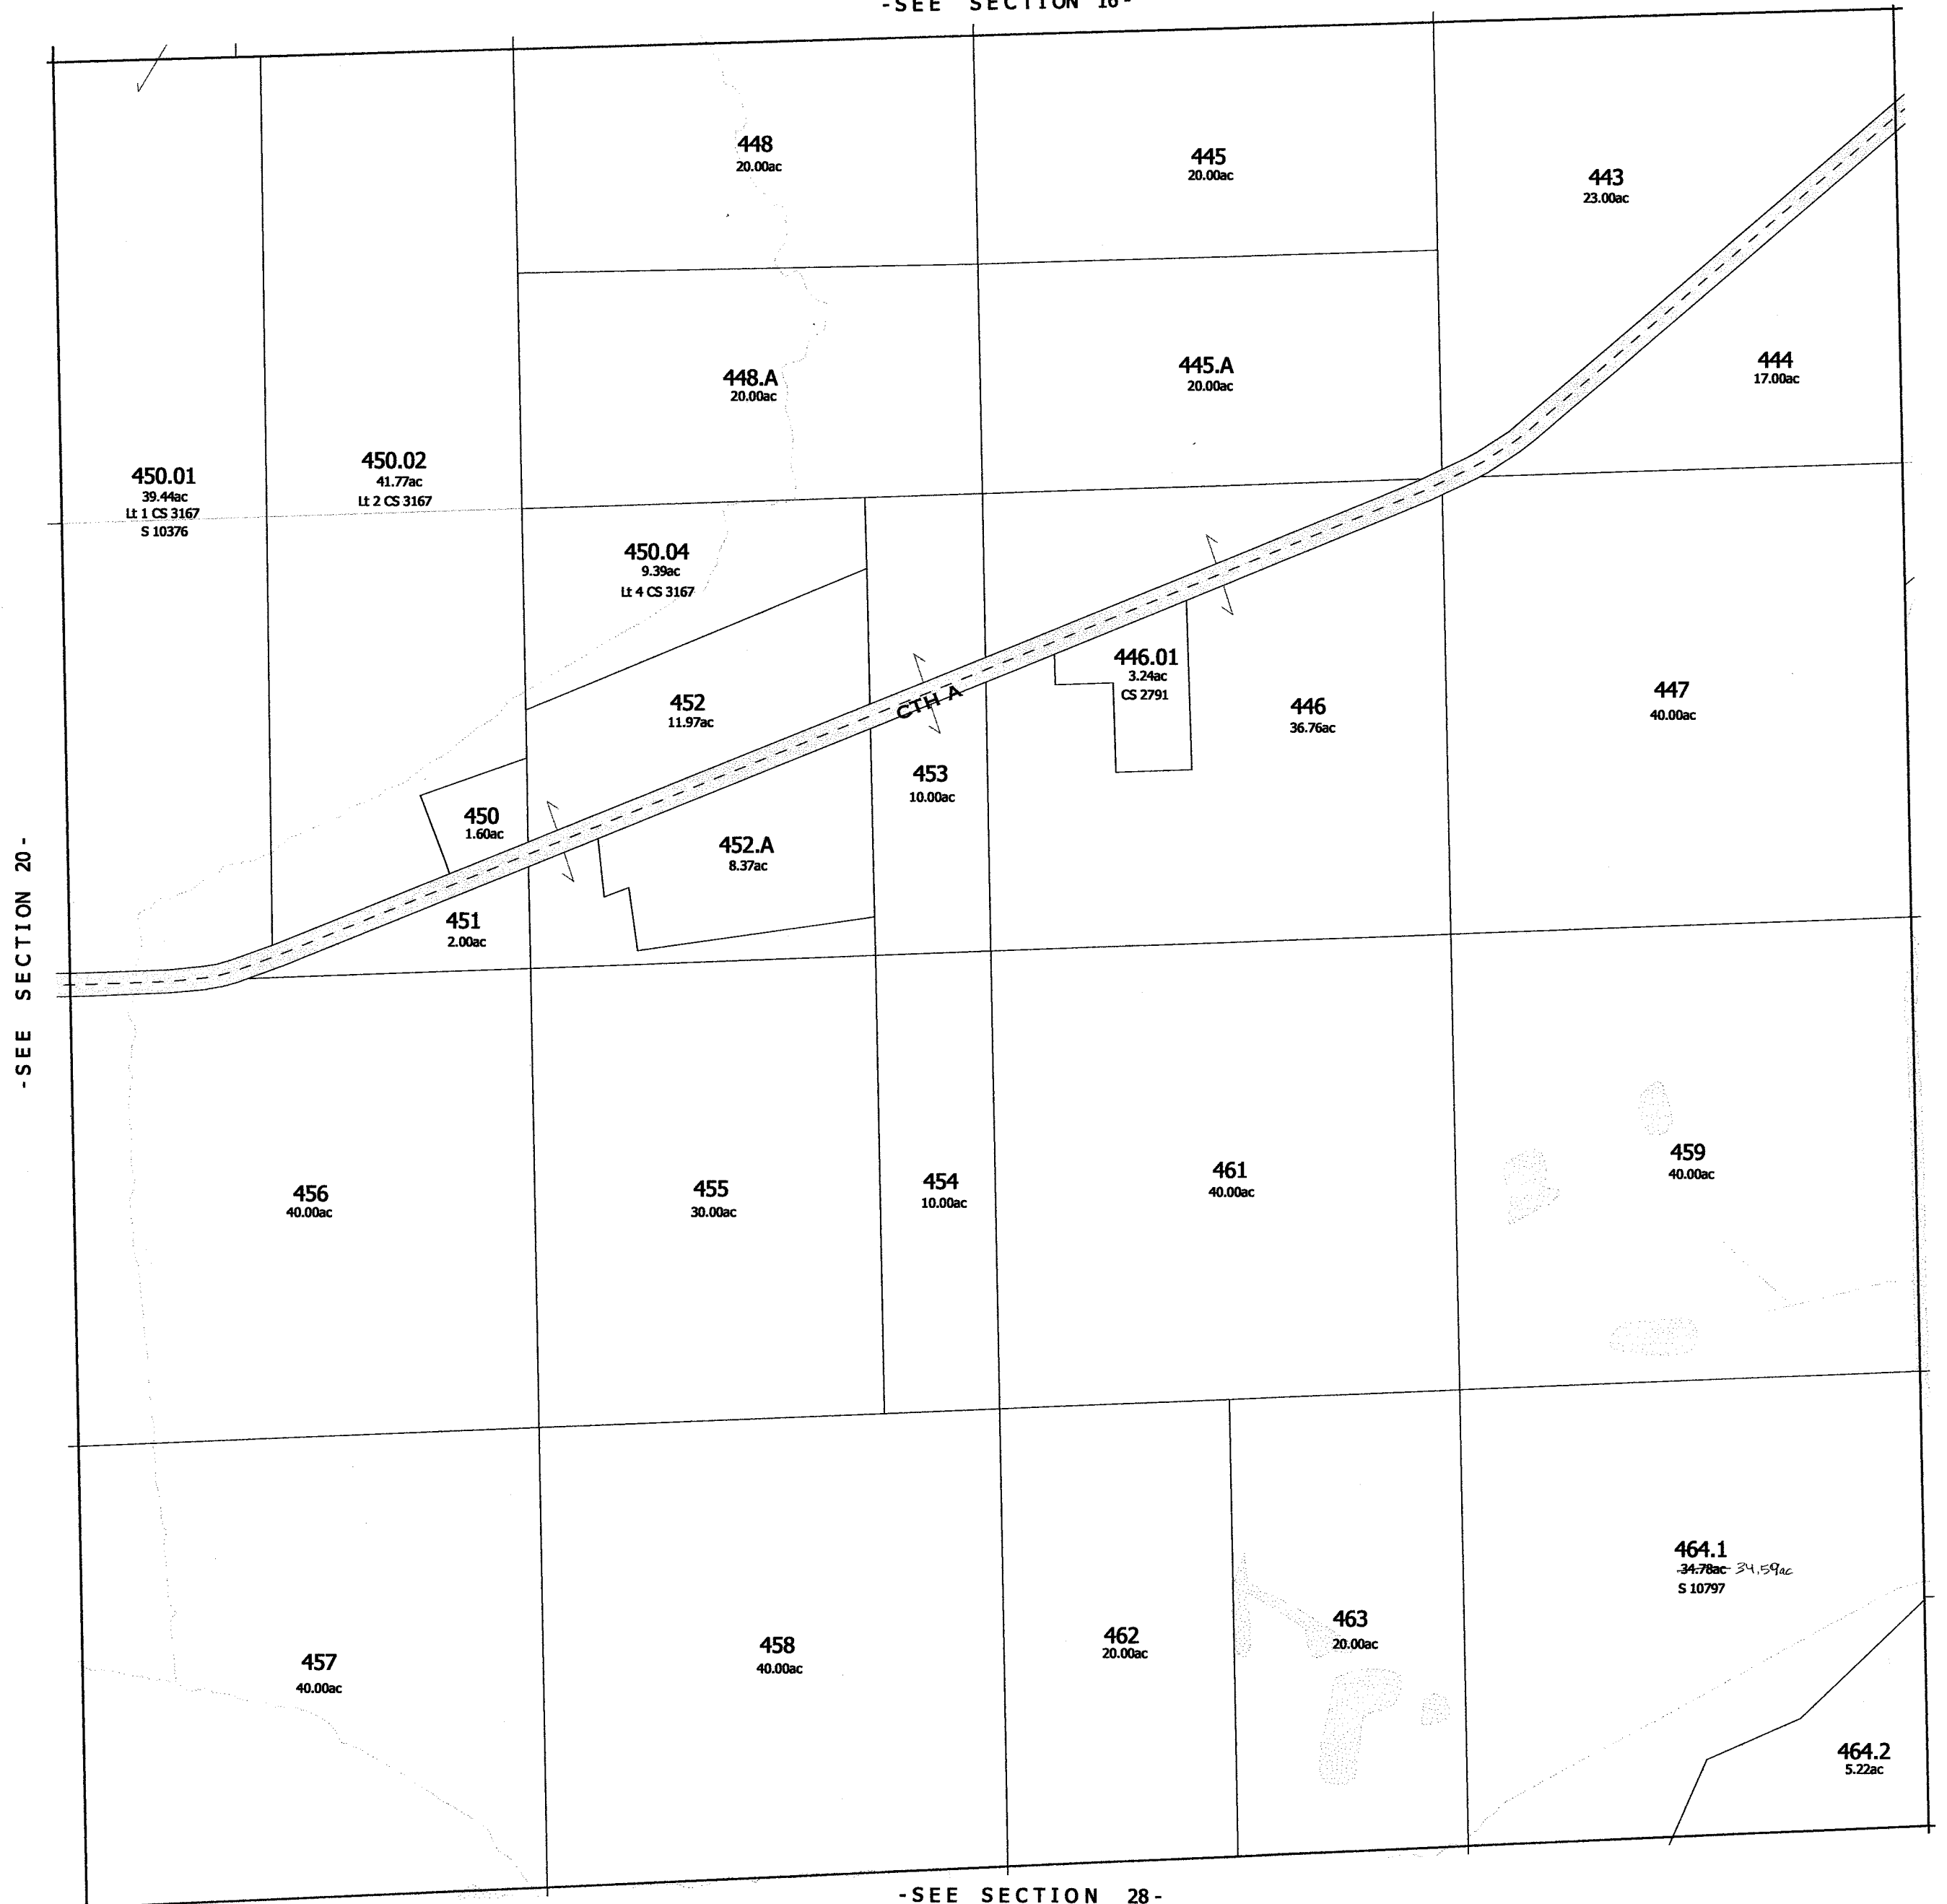 -SEE SECTION 16-
448
20.00ac
445
20.00ac
443
23.00ac
448.A
20.00ac
445.A
20.00ac
444
17.00ac
450.01
39.44ac
Lt 1 CS 3167
S 10376
450.02
41.77ac
Lt 2 CS 3167
450.04
9.39ac
Lt 4 CS 3167
452
11.97ac
CTH A
446.01
3.24ac
CS 2791
446
36.76ac
447
40.00ac
453
10.00ac
450
1.60ac
452.A
8.37ac
451
2.00ac
-SEE SECTION 20-
456
40.00ac
455
30.00ac
454
10.00ac
461
40.00ac
459
40.00ac
464.1
34.78ac 34.59ac
S 10797
457
40.00ac
458
40.00ac
462
20.00ac
463
20.00ac
464.2
5.22ac
-SEE SECTION 28-